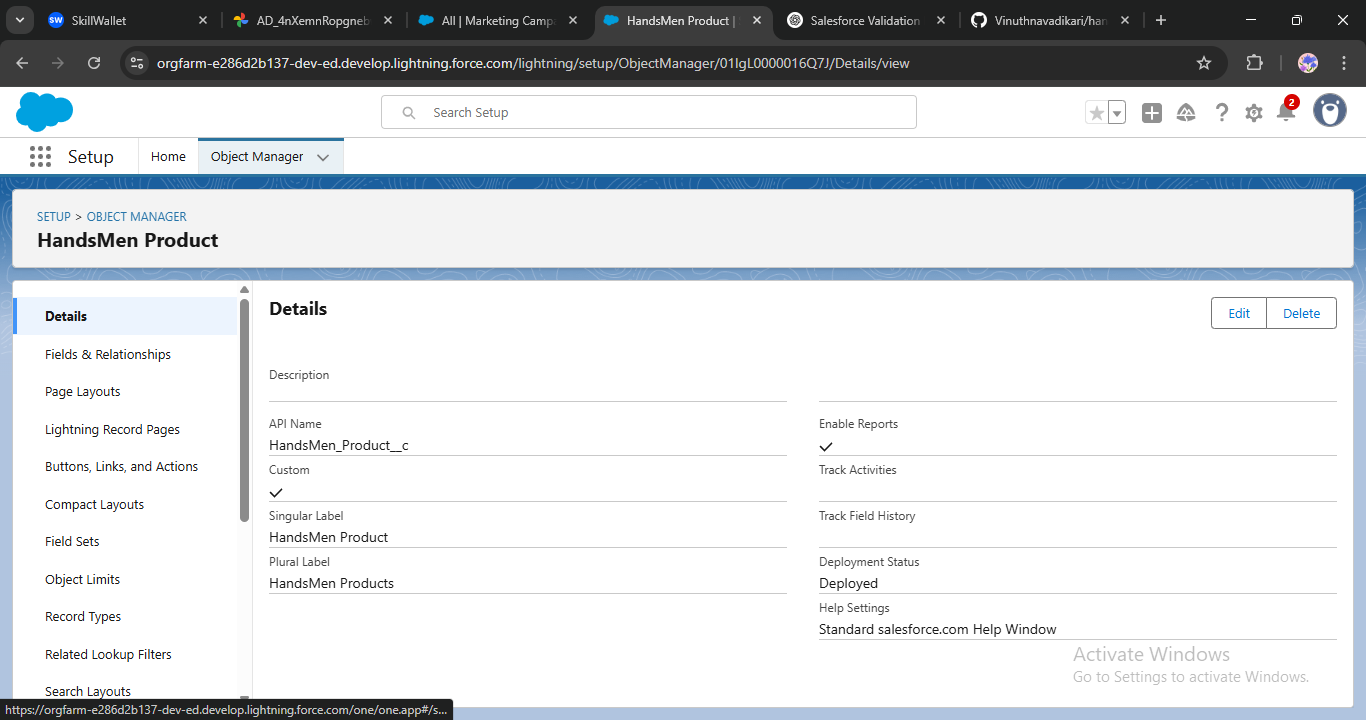 SW SkillWallet
AD_4nXemnRopgneb
All | Marketing Camp
HandsMen Product |
Salesforce Validation
Vinuthnavadikari/han
orgfarm-e286d2b137-dev-ed.develop.lightning.force.com/lightning/setup/ObjectManager/01IgL0000016Q7J/Details/view
Search Setup
2
Setup
Home
Object Manager
SETUP > OBJECT MANAGER
HandsMen Product
Details
Fields & Relationships
Page Layouts
Lightning Record Pages
Buttons, Links, and Actions
Compact Layouts
Field Sets
Object Limits
Record Types
Related Lookup Filters
Search Layouts
Details
Edit
Delete
Description
API Name
HandsMen_Product__c
Custom
Singular Label
HandsMen Product
Plural Label
HandsMen Products
Enable Reports
Track Activities
Track Field History
Deployment Status
Deployed
Help Settings
Standard salesforce.com Help Window
Activate Windows
Go to Settings to activate Windows.
https://orgfarm-e286d2b137-dev-ed.develop.lightning.force.com/one/one.app#/s...